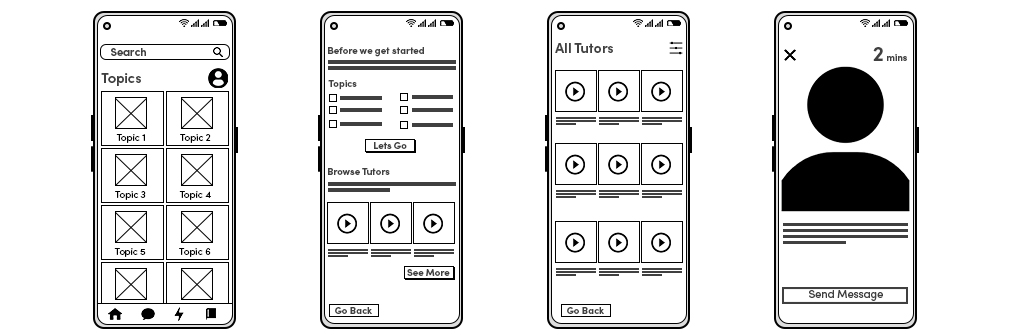 Search
Topics
Topic 1
Topic 2
Topic 3
Topic 4
Topic 5
Topic 6
Before we get started
Topics
Lets Go
Browse Tutors
See More
Go Back
All Tutors
Go Back
2 mins
Send Message